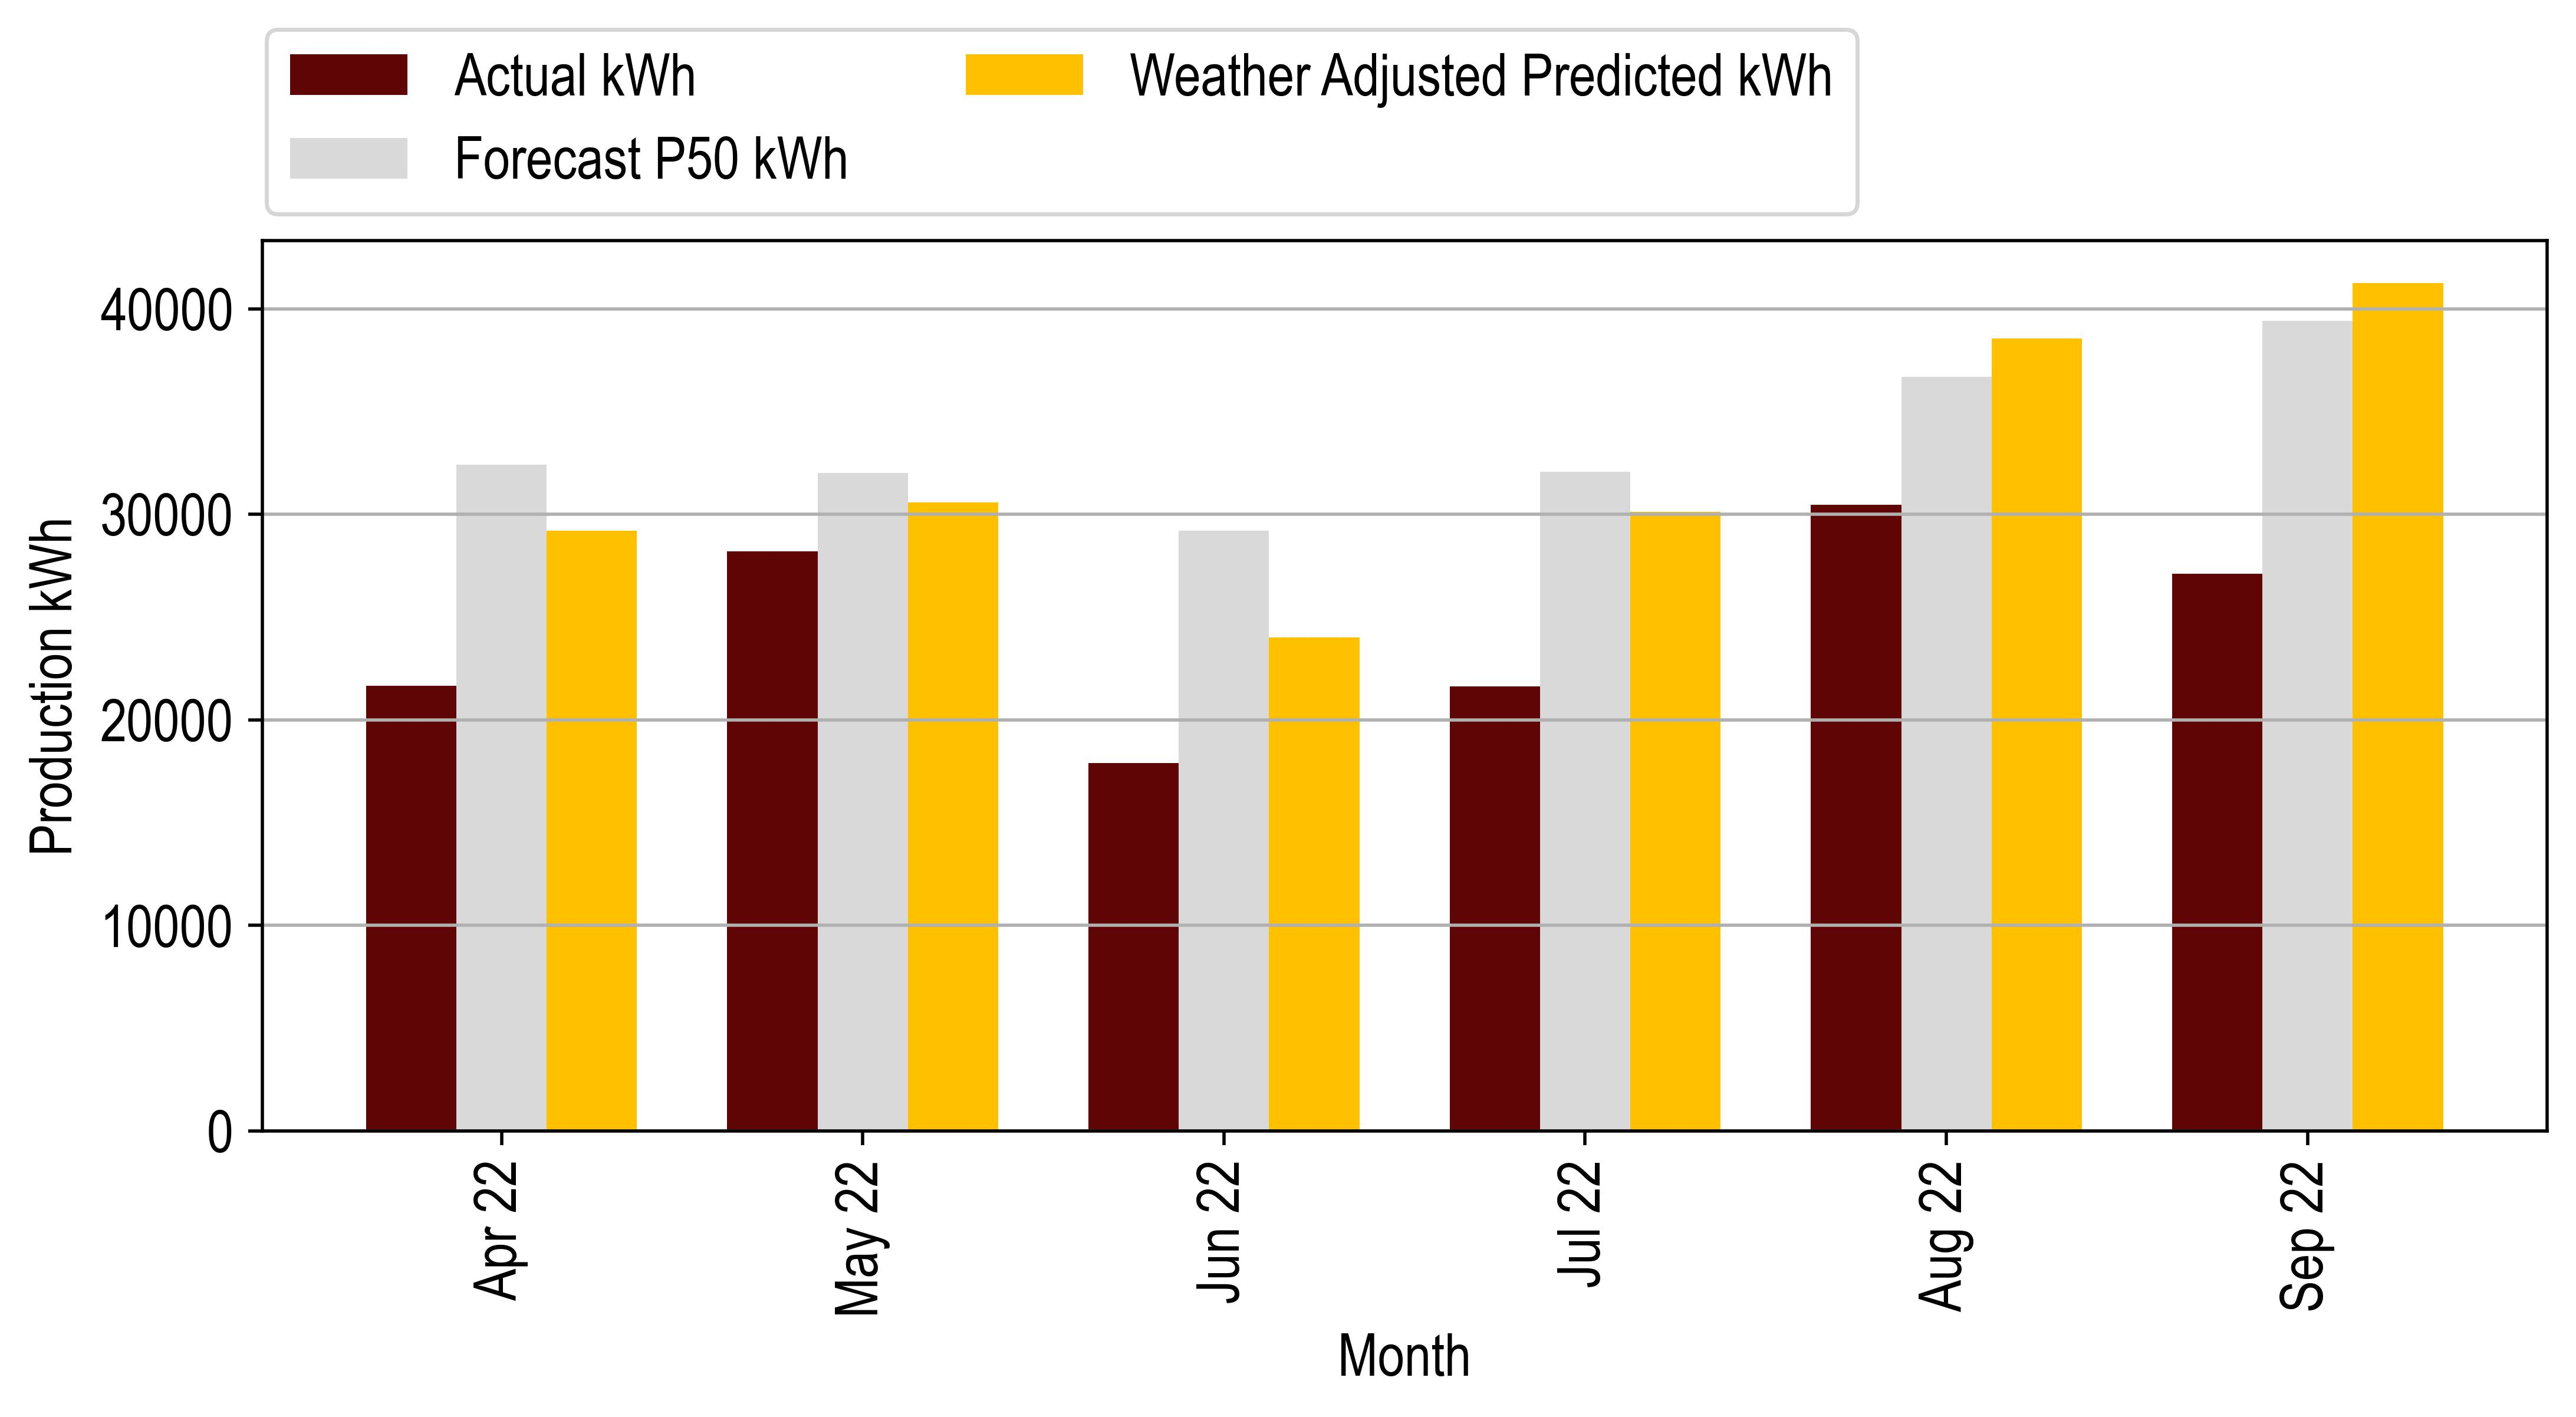 Actual kWh
Forecast P50 kWh
Weather Adjusted Predicted kWh
Production kWh
40000
30000
20000
10000
0
Apr 22
May 22
Jun 22
Jul 22
Aug 22
Sep 22
Month